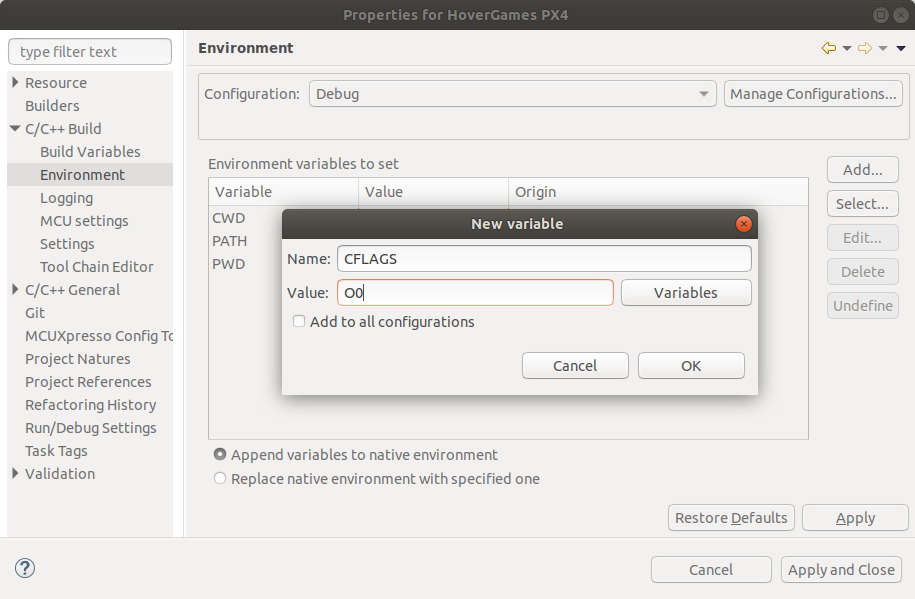 Properties for HoverGames PX4
type filter text
Resource
Builders
C/C++ Build
Build Variables
Environment
Logging
MCU settings
Settings
Tool Chain Editor
C/C++ General
Git
MCUXpresso Config To
Project Natures
Project References
Refactoring History
Run/Debug Settings
Task Tags
Validation
Environment
Configuration: Debug Manage Configurations...
Environment variables to set
Variable Value Origin
CWD
PATH
PWD
Add...
Select...
Edit...
Delete
Undefine
New variable
Name: CFLAGS
Value: O0 Variables
Add to all configurations
Cancel OK
Append variables to native environment
Replace native environment with specified one
Restore Defaults Apply
? Cancel Apply and Close